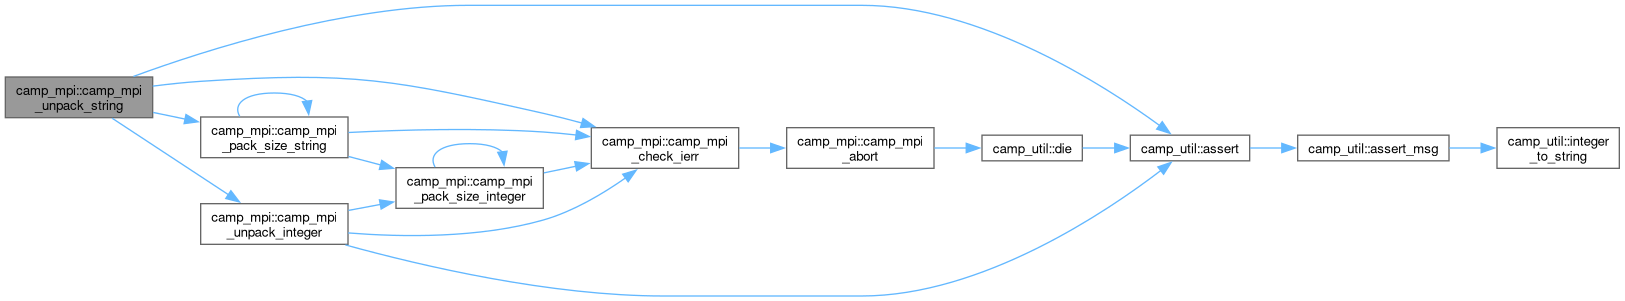 camp_mpi::camp_mpi
_unpack_string
camp_mpi::camp_mpi
_pack_size_string
camp_mpi::camp_mpi
_unpack_integer
camp_mpi::camp_mpi
_pack_size_integer
camp_mpi::camp_mpi
_check_ierr
camp_mpi::camp_mpi
_abort
camp_util::die
camp_util::assert
camp_util::assert_msg
camp_util::integer
_to_string